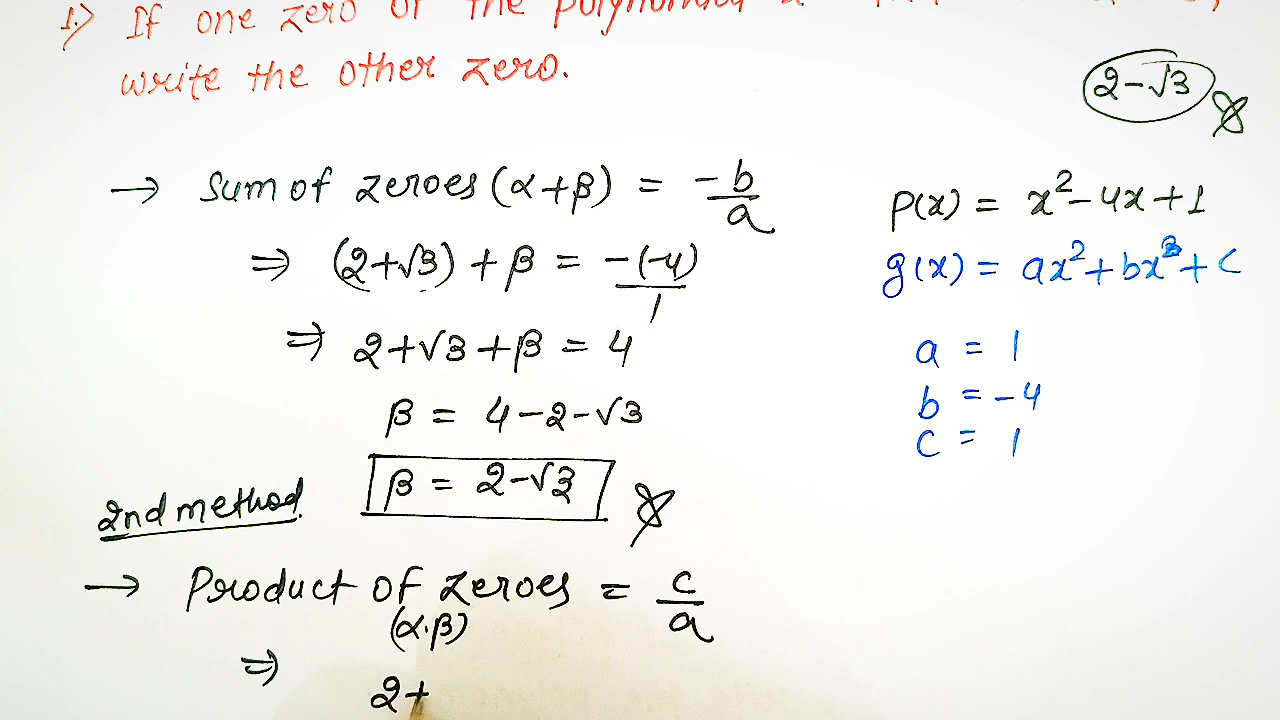 1.) If one zero of the polynomial
write the other zero.
2-√3
→ Sum of zeroes (α+β) = -b/a
⇒ (2+√3) + β = -(-4)/1
⇒ 2+√3+β = 4
β = 4-2-√3
β = 2-√3
p(x) = x²-4x+1
g(x) = ax²+bx+c
a = 1
b = -4
c = 1
2nd method
→ Product of zeroes = c/a
(α.β)
⇒
2+